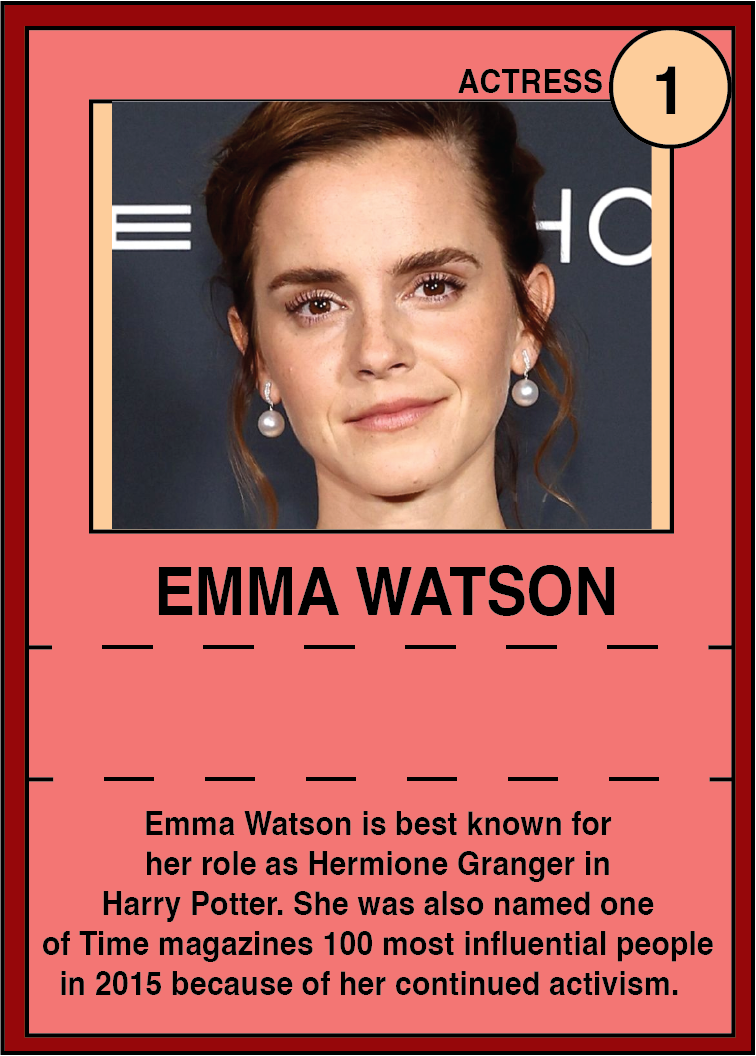 ACTRESS 1
E HO
EMMA WATSON
Emma Watson is best known for
her role as Hermione Granger in
Harry Potter. She was also named one
of Time magazines 100 most influential people
in 2015 because of her continued activism.